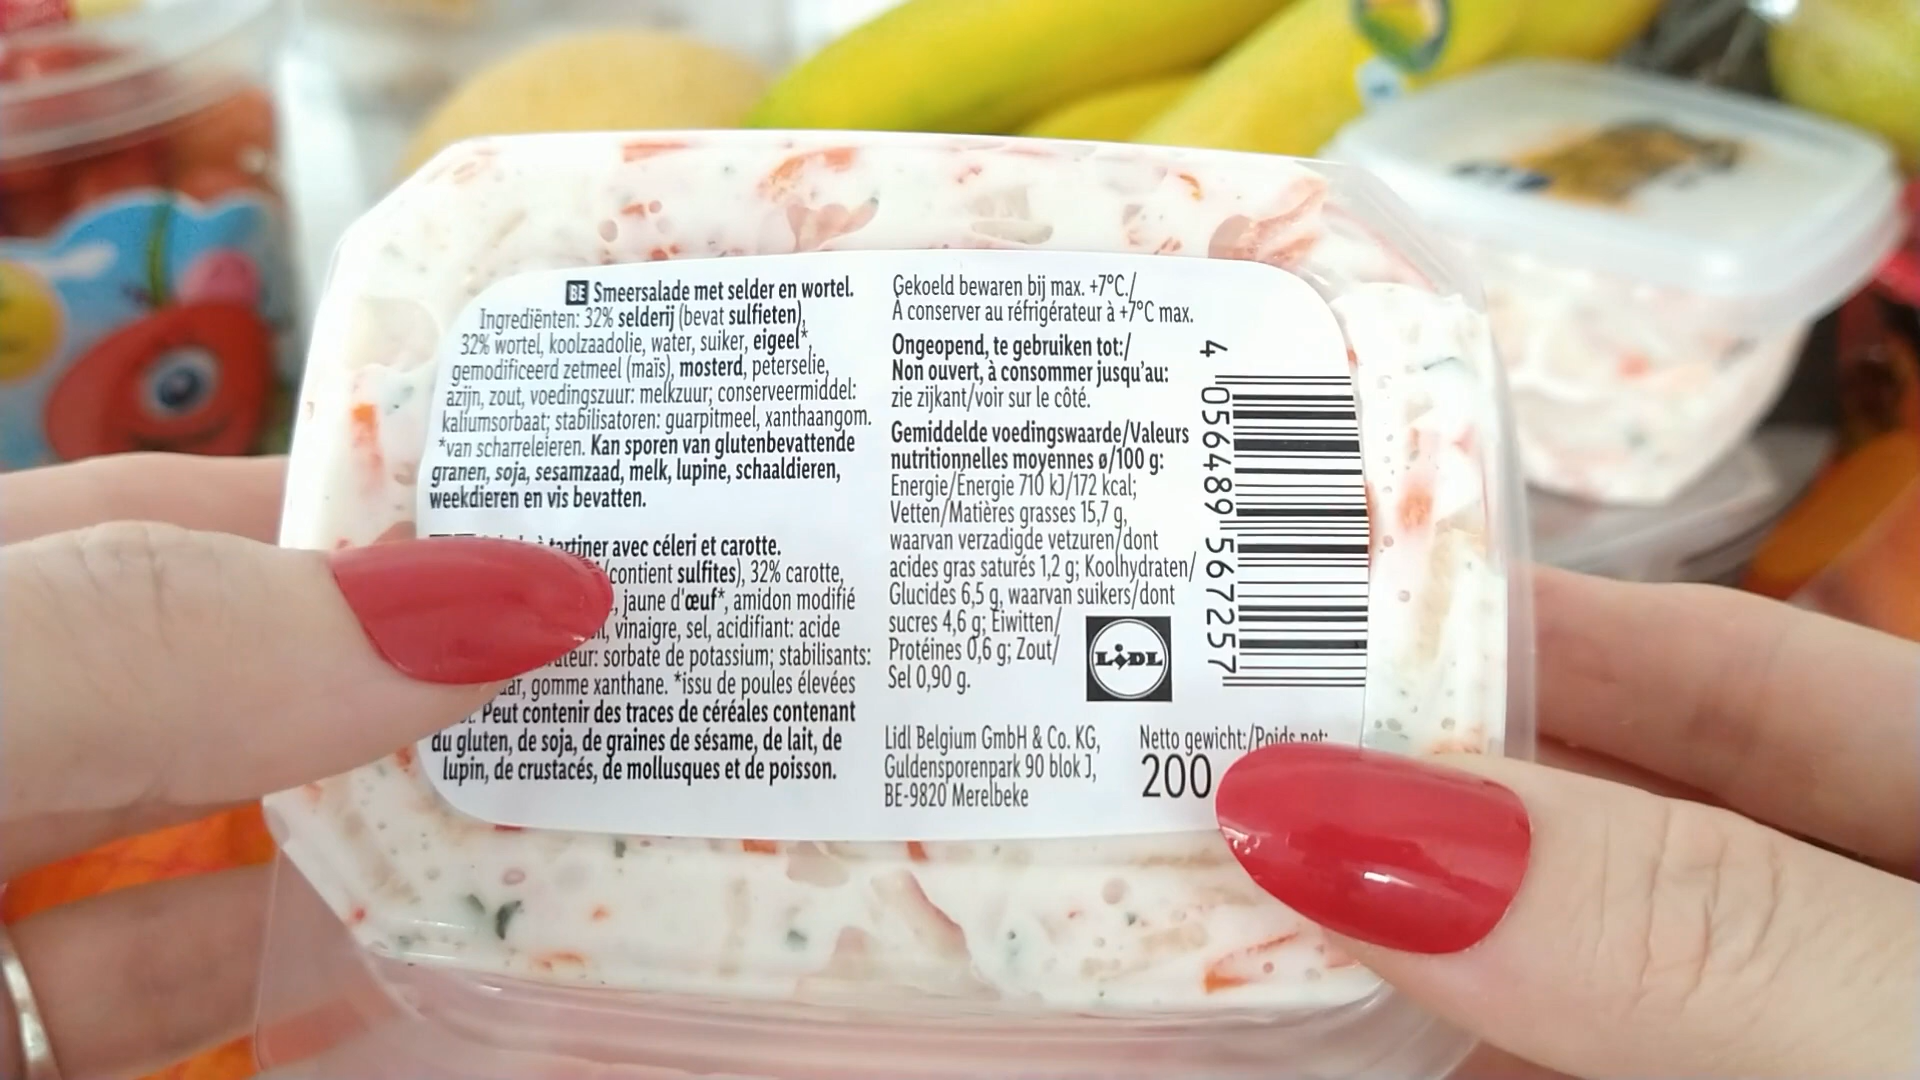 BE Smeersalade met selder en wortel.
Ingrediënten: 32% selderij (bevat sulfieten),
32% wortel, koolzaadolie, water, suiker, eigeel*,
gemodificeerd zetmeel (maïs), mosterd, peterselie,
azijn, zout, voedingszuur: melkzuur; conserveermiddel:
kaliumsorbaat; stabilisatoren: guarpitmeel, xanthaangom.
*van scharreleieren. Kan sporen van glutenbevattende
granen, soja, sesamzaad, melk, lupine, schaaldieren,
weekdieren en vis bevatten.
à tartiner avec céleri et carotte.
(contient sulfites), 32% carotte,
, jaune d'œuf*, amidon modifié
, vinaigre, sel, acidifiant: acide
sorbate de potassium; stabilisants:
gomme xanthane. *issu de poules élevées
Peut contenir des traces de céréales contenant
du gluten, de soja, de graines de sésame, de lait, de
lupin, de crustacés, de mollusques et de poisson.
Gekoeld bewaren bij max. +7°C./
À conserver au réfrigérateur à +7°C max.
Ongeopend, te gebruiken tot:/
Non ouvert, à consommer jusqu'au:
zie zijkant/voir sur le côté.
Gemiddelde voedingswaarde/Valeurs
nutritionnelles moyennes ø/100 g:
Energie/Énergie 710 kJ/172 kcal;
Vetten/Matières grasses 15,7 g,
waarvan verzadigde vetzuren/dont
acides gras saturés 1,2 g; Koolhydraten/
Glucides 6,5 g, waarvan suikers/dont
sucres 4,6 g; Eiwitten/
Protéines 0,6 g; Zout/
Sel 0,90 g.
LIDL
4 056489 567257
Lidl Belgium GmbH & Co. KG,
Guldensporenpark 90 blok J,
BE-9820 Merelbeke
Netto gewicht:/Poids net:
200